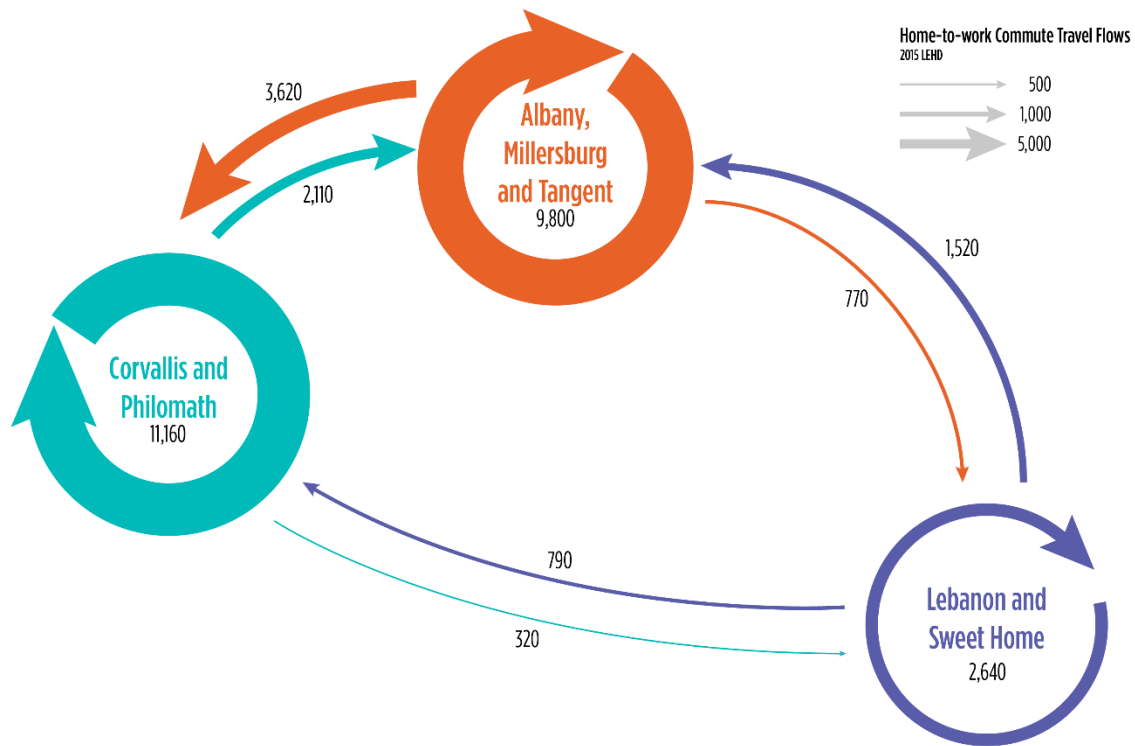 Home-to-work Commute Travel Flows
2015 LEHD
500
1,000
5,000
3,620
2,110
Albany,
Millersburg
and Tangent
9,800
1,520
770
Corvallis and
Philomath
11,160
790
320
Lebanon and
Sweet Home
2,640